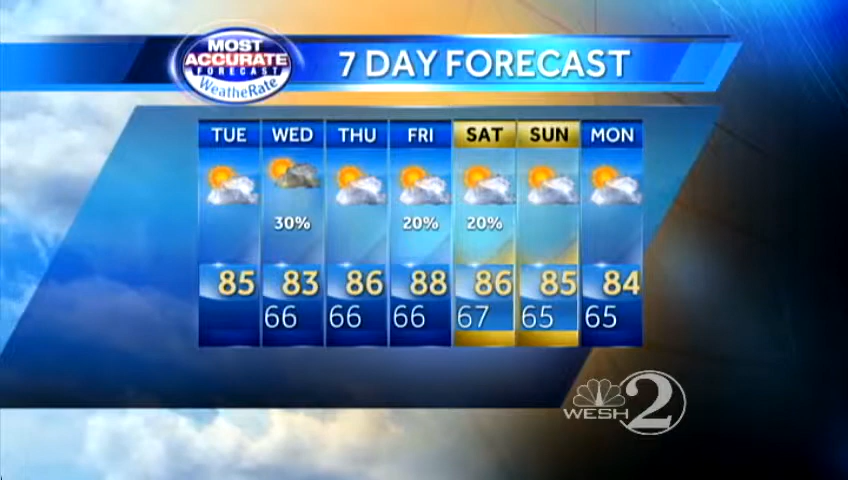 MOST
ACCURATE
FORECAST
WeatheRate
7 DAY FORECAST
TUE WED THU FRI SAT SUN MON
30% 20% 20%
85 83 86 88 86 85 84
66 66 66 67 65 65
WESH 2